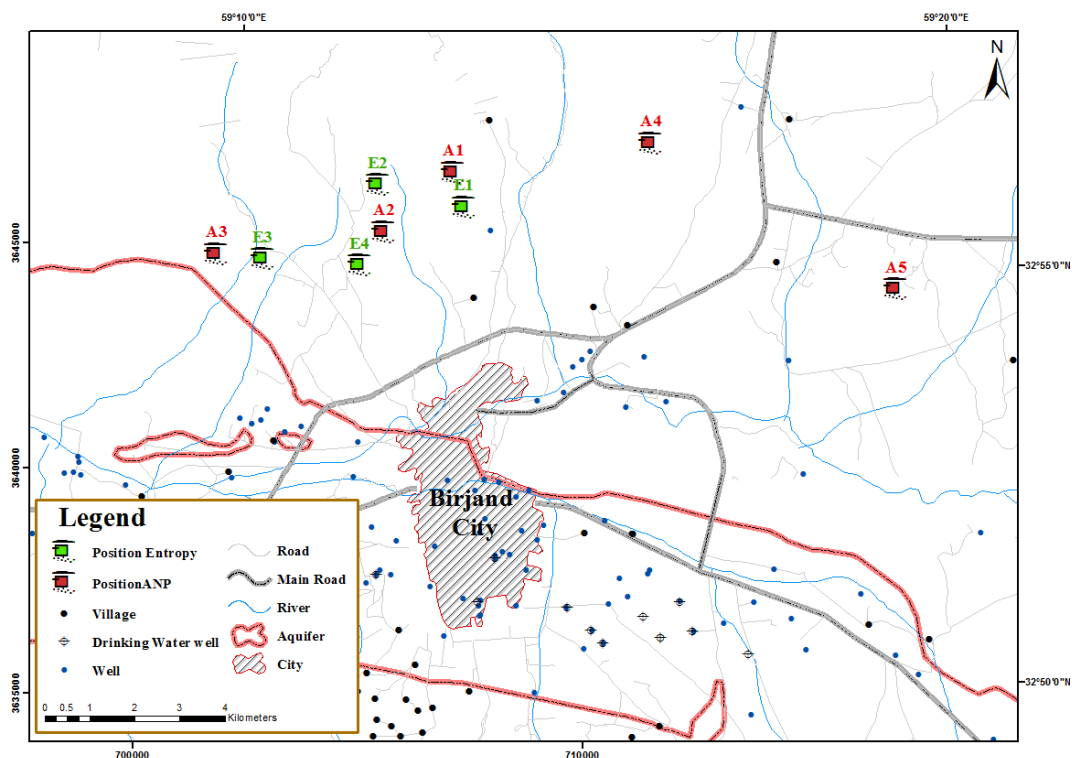 59°10'0"E
59°20'0"E
N
A4
A1
E2
E1
A2
A3
E3
E4
A5
3645000
32°55'0"N
3640000
Birjand
City
Legend
Position Entropy
PositionANP
Village
Drinking Water well
Well
Road
Main Road
River
Aquifer
City
0 0.5 1 2 3 4
Kilometers
3635000
32°50'0"N
700000
710000